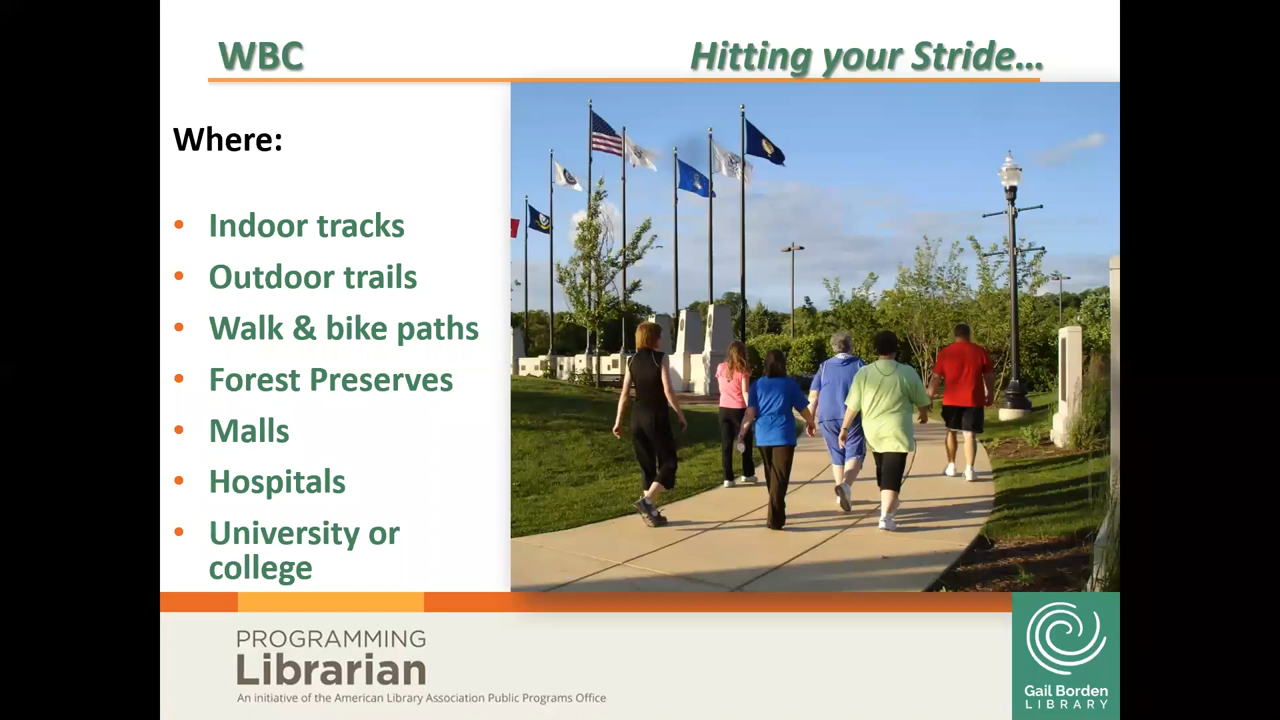 WBC
Hitting your Stride…
Where:
• Indoor tracks
• Outdoor trails
• Walk & bike paths
• Forest Preserves
• Malls
• Hospitals
• University or
college
PROGRAMMING
Librarian
An initiative of the American Library Association Public Programs Office
Gail Borden
LIBRARY